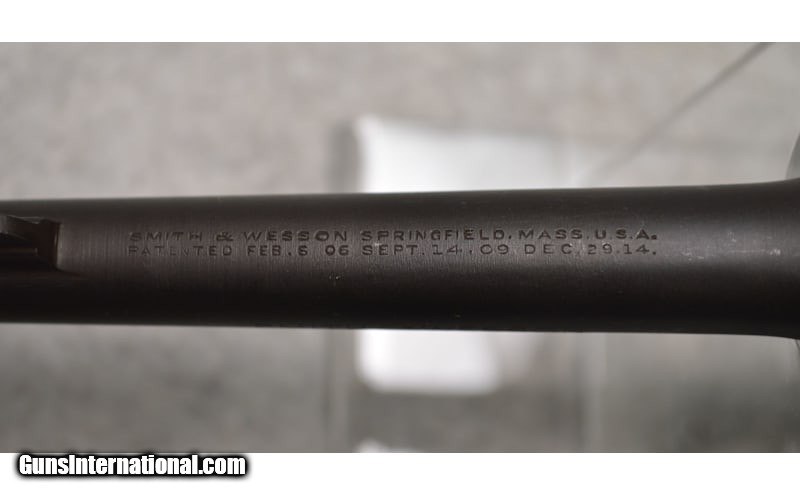 SMITH & WESSON SPRINGFIELD, MASS. U.S.A.
PATENTED FEB. 6 06 SEPT. 14. 09 DEC. 29. 14.
GunsInternational.com